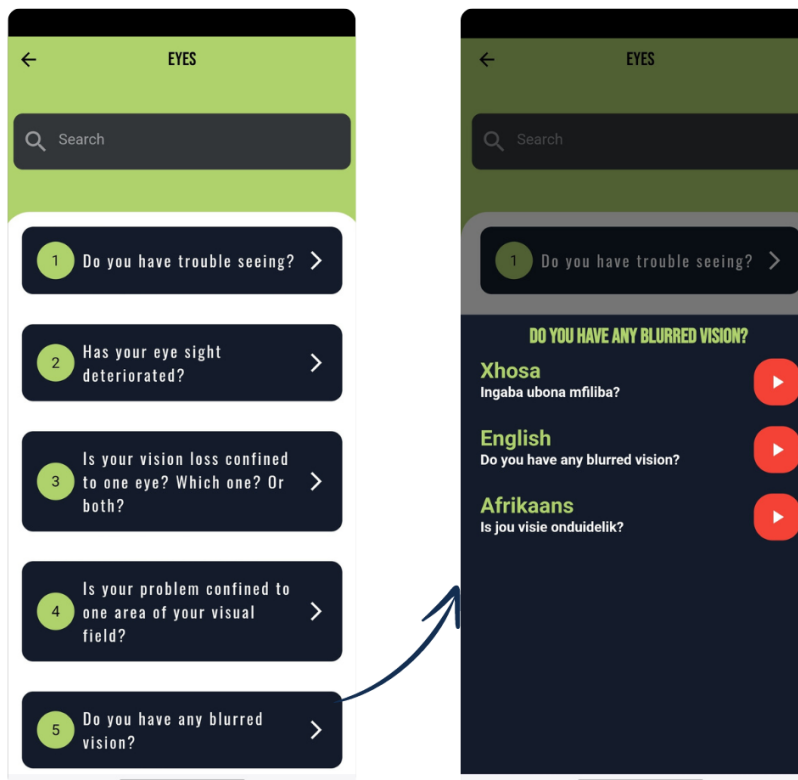 EYES
Search
1
Do you have trouble seeing?
2
Has your eye sight
deteriorated?
3
Is your vision loss confined
to one eye? Which one? Or
both?
4
Is your problem confined to
one area of your visual
field?
5
Do you have any blurred
vision?
EYES
Search
1
Do you have trouble seeing?
DO YOU HAVE ANY BLURRED VISION?
Xhosa
Ingaba ubona mfiliba?
English
Do you have any blurred vision?
Afrikaans
Is jou visie onduidelik?